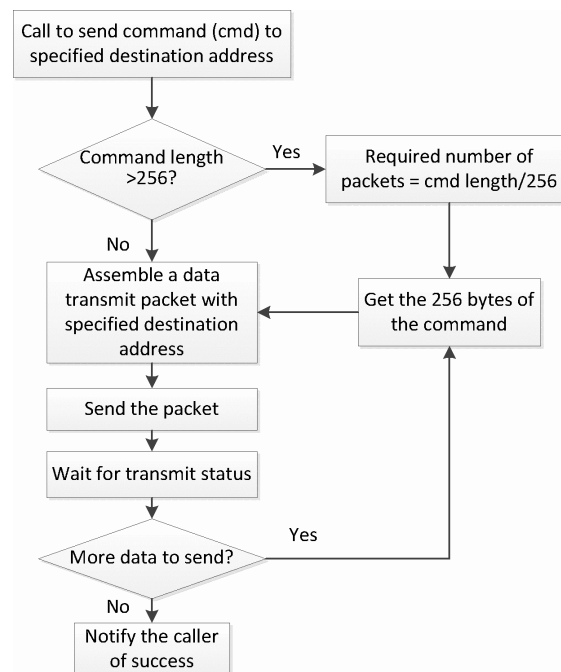 Call to send command (cmd) to
specified destination address
Command length
>256?
Yes
Required number of
packets = cmd length/256
No
Assemble a data
transmit packet with
specified destination
address
Get the 256 bytes of
the command
Send the packet
Wait for transmit status
More data to send?
Yes
No
Notify the caller
of success